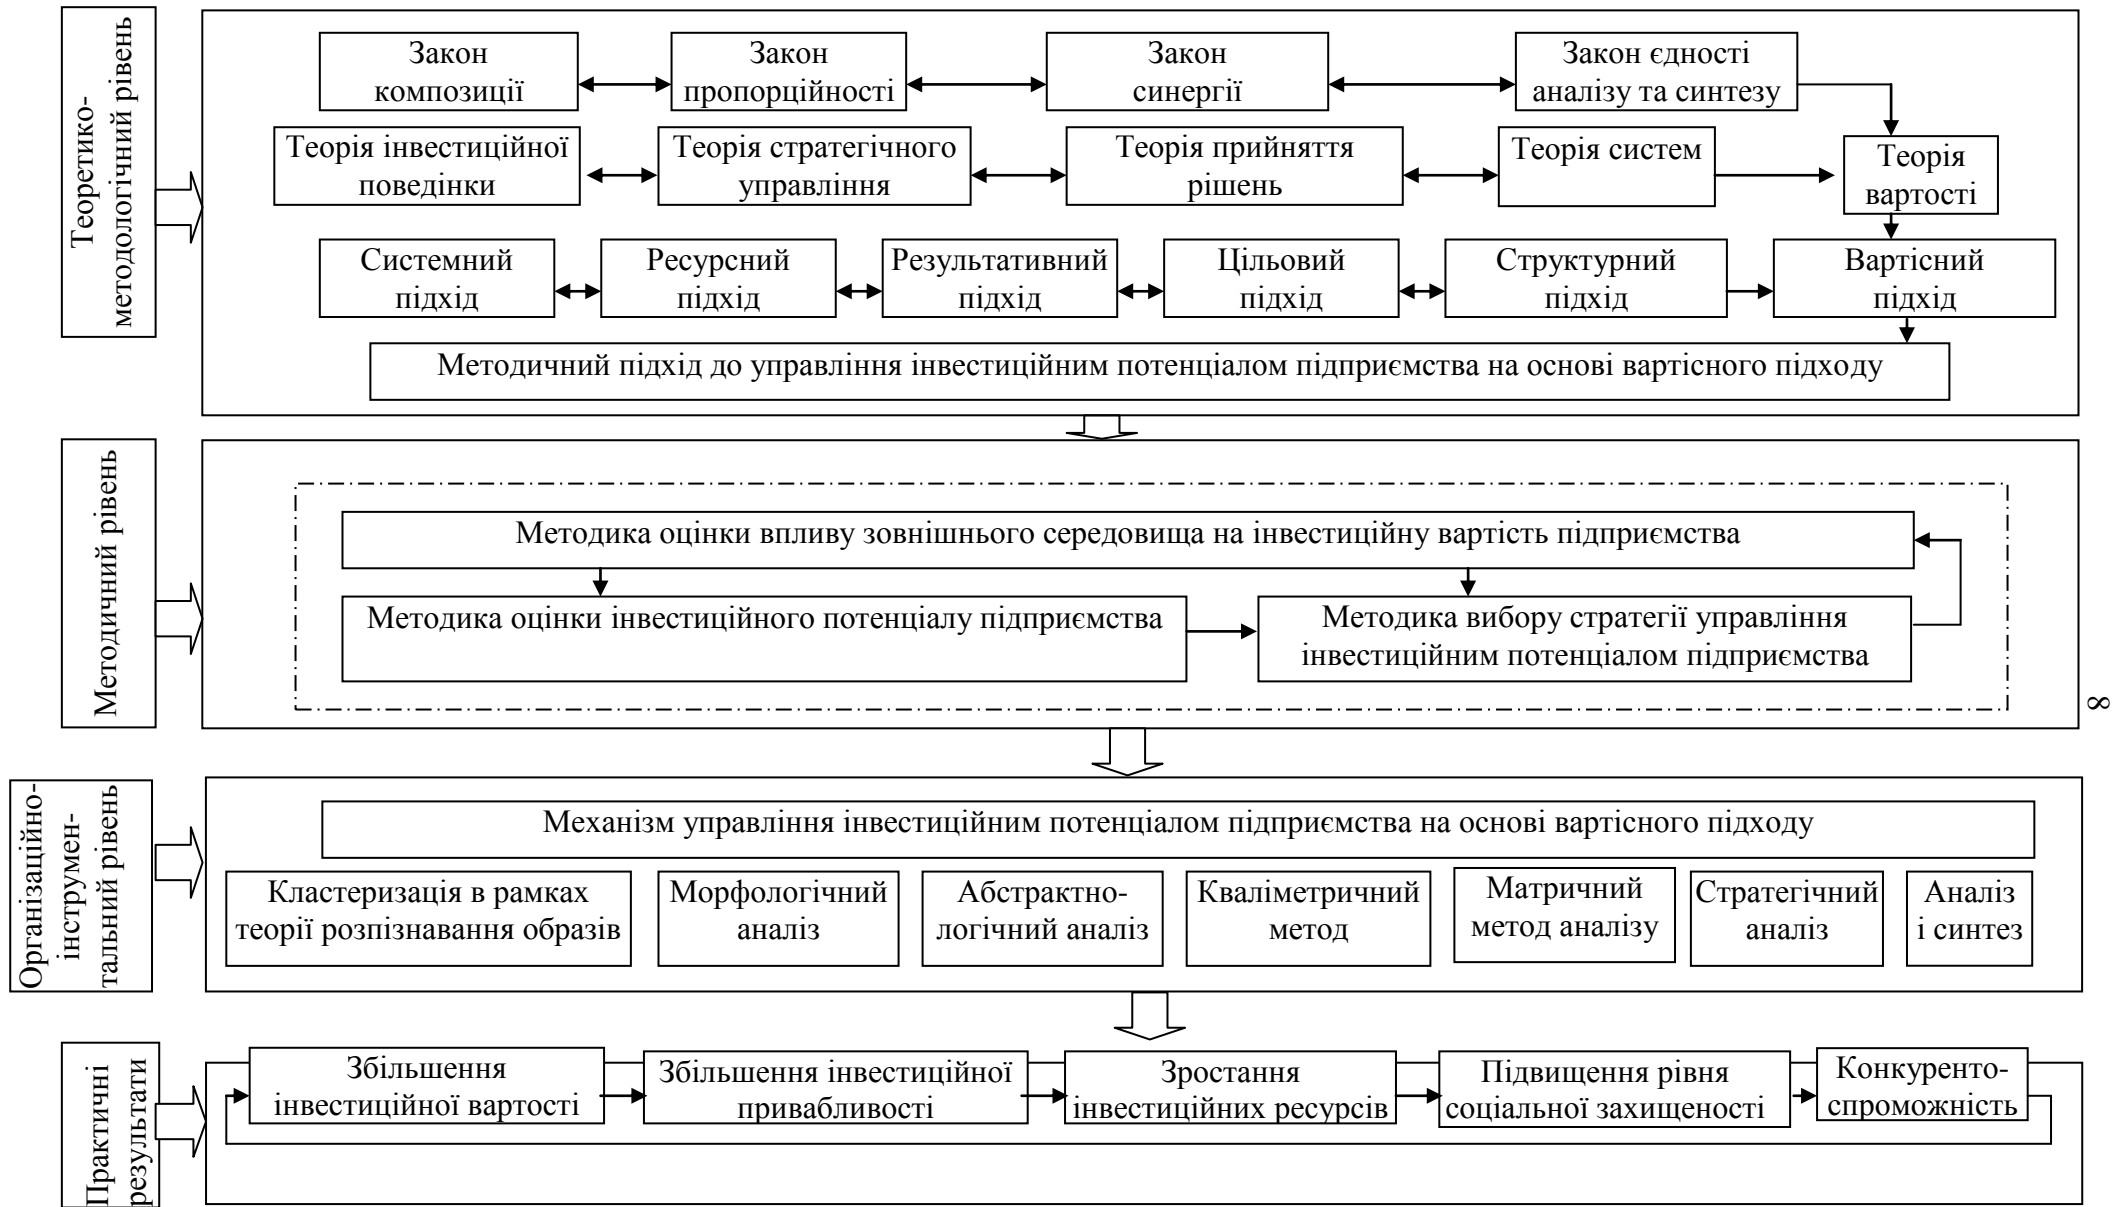 Теоретико-
методологічний рівень
Закон
композиції
Закон
пропорційності
Закон
синергії
Закон єдності
аналізу та синтезу
Теорія інвестиційної
поведінки
Теорія стратегічного
управління
Теорія прийняття
рішень
Теорія систем
Теорія
вартості
Системний
підхід
Ресурсний
підхід
Результативний
підхід
Цільовий
підхід
Структурний
підхід
Вартісний
підхід
Методичний підхід до управління інвестиційним потенціалом підприємства на основі вартісного підходу
Методичний рівень
Методика оцінки впливу зовнішнього середовища на інвестиційну вартість підприємства
Методика оцінки інвестиційного потенціалу підприємства
Методика вибору стратегії управління
інвестиційним потенціалом підприємства
8
Організаційно-
інструмен-
тальний рівень
Механізм управління інвестиційним потенціалом підприємства на основі вартісного підходу
Кластеризація в рамках
теорії розпізнавання образів
Морфологічний
аналіз
Абстрактно-
логічний аналіз
Кваліметричний
метод
Матричний
метод аналізу
Стратегічний
аналіз
Аналіз
і синтез
Практичні
результати
Збільшення
інвестиційної вартості
Збільшення інвестиційної
привабливості
Зростання
інвестиційних ресурсів
Підвищення рівня
соціальної захищеності
Конкуренто-
спроможність